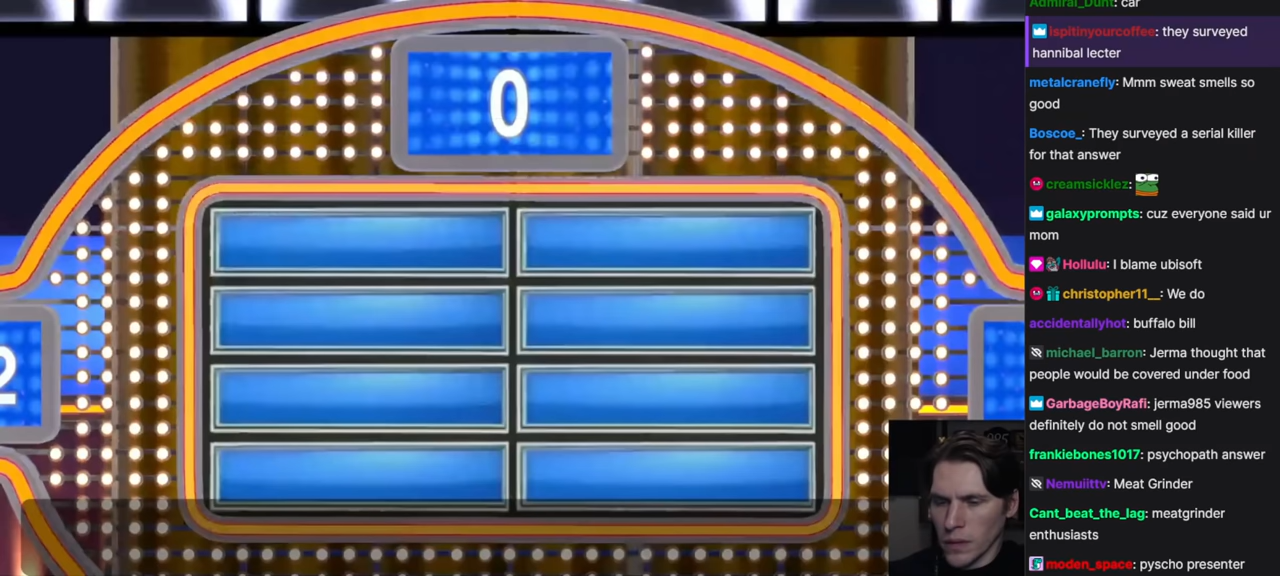 0
2
Admiral_Dunt: car
ispitinyourcoffee: they surveyed
hannibal lecter
metalcranefly: Mmm sweat smells so
good
Boscoe_: They surveyed a serial killer
for that answer
creamsicklez:
galaxyprompts: cuz everyone said ur
mom
Hollulu: I blame ubisoft
christopher11__: We do
accidentallyhot: buffalo bill
michael_barron: Jerma thought that
people would be covered under food
GarbageBoyRafi: jerma985 viewers
definitely do not smell good
frankiebones1017: psychopath answer
Nemuiittv: Meat Grinder
Cant_beat_the_lag: meatgrinder
enthusiasts
moden_space: pyscho presenter